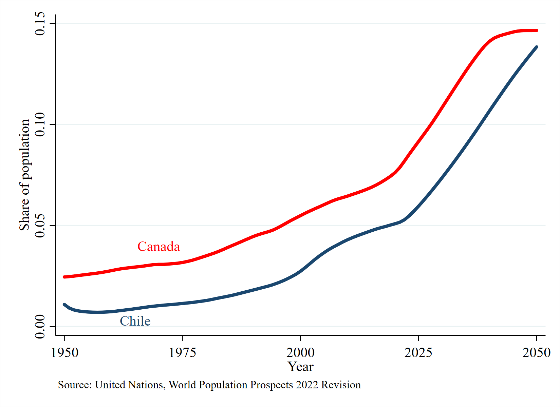 0.15
0.10
0.05
0.00
Share of population
Canada
Chile
1950 1975 2000 2025 2050
Year
Source: United Nations, World Population Prospects 2022 Revision